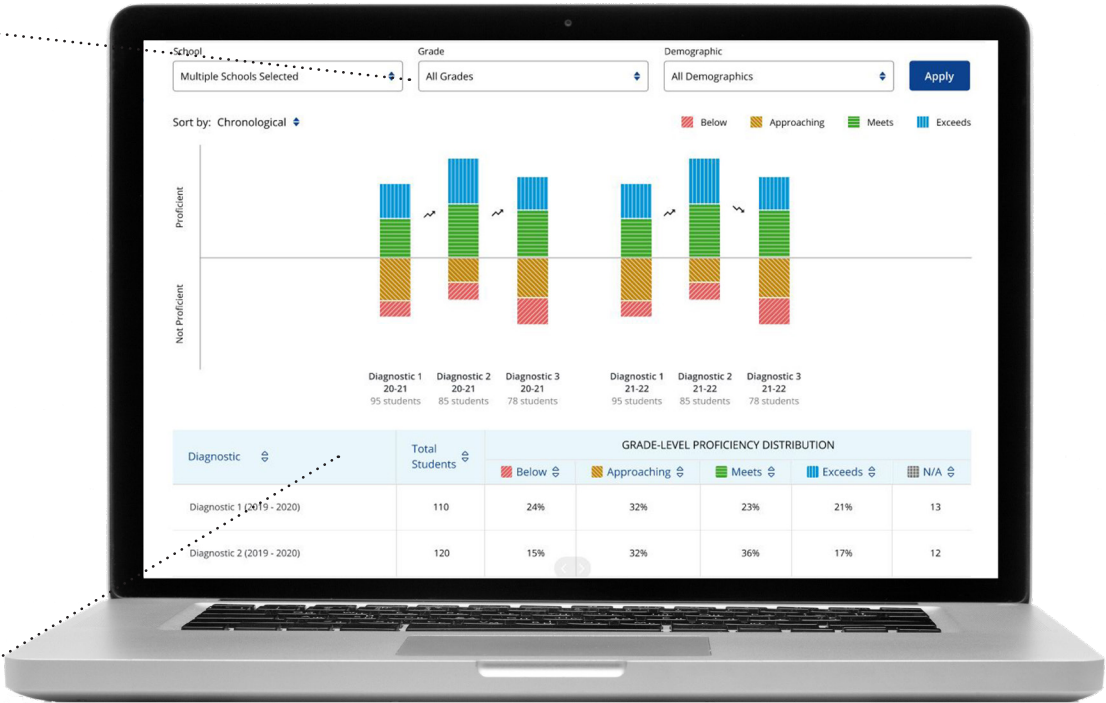 School Grade Demographic
Multiple Schools Selected All Grades All Demographics Apply
Sort by: Chronological Below Approaching Meets Exceeds
Proficient
Not Proficient
Diagnostic 1 Diagnostic 2 Diagnostic 3 Diagnostic 1 Diagnostic 2 Diagnostic 3
20-21 20-21 20-21 21-22 21-22 21-22
95 students 85 students 78 students 95 students 85 students 78 students
Diagnostic Total Students GRADE-LEVEL PROFICIENCY DISTRIBUTION
Below Approaching Meets Exceeds N/A
Diagnostic 1 (2019 - 2020) 110 24% 32% 23% 21% 13
Diagnostic 2 (2019 - 2020) 120 15% 32% 36% 17% 12